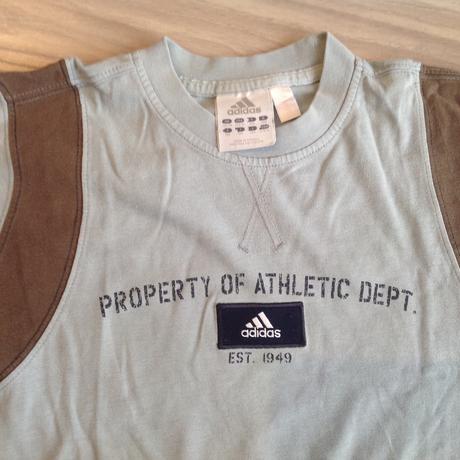 adidas
PROPERTY OF ATHLETIC DEPT.
adidas
EST. 1949